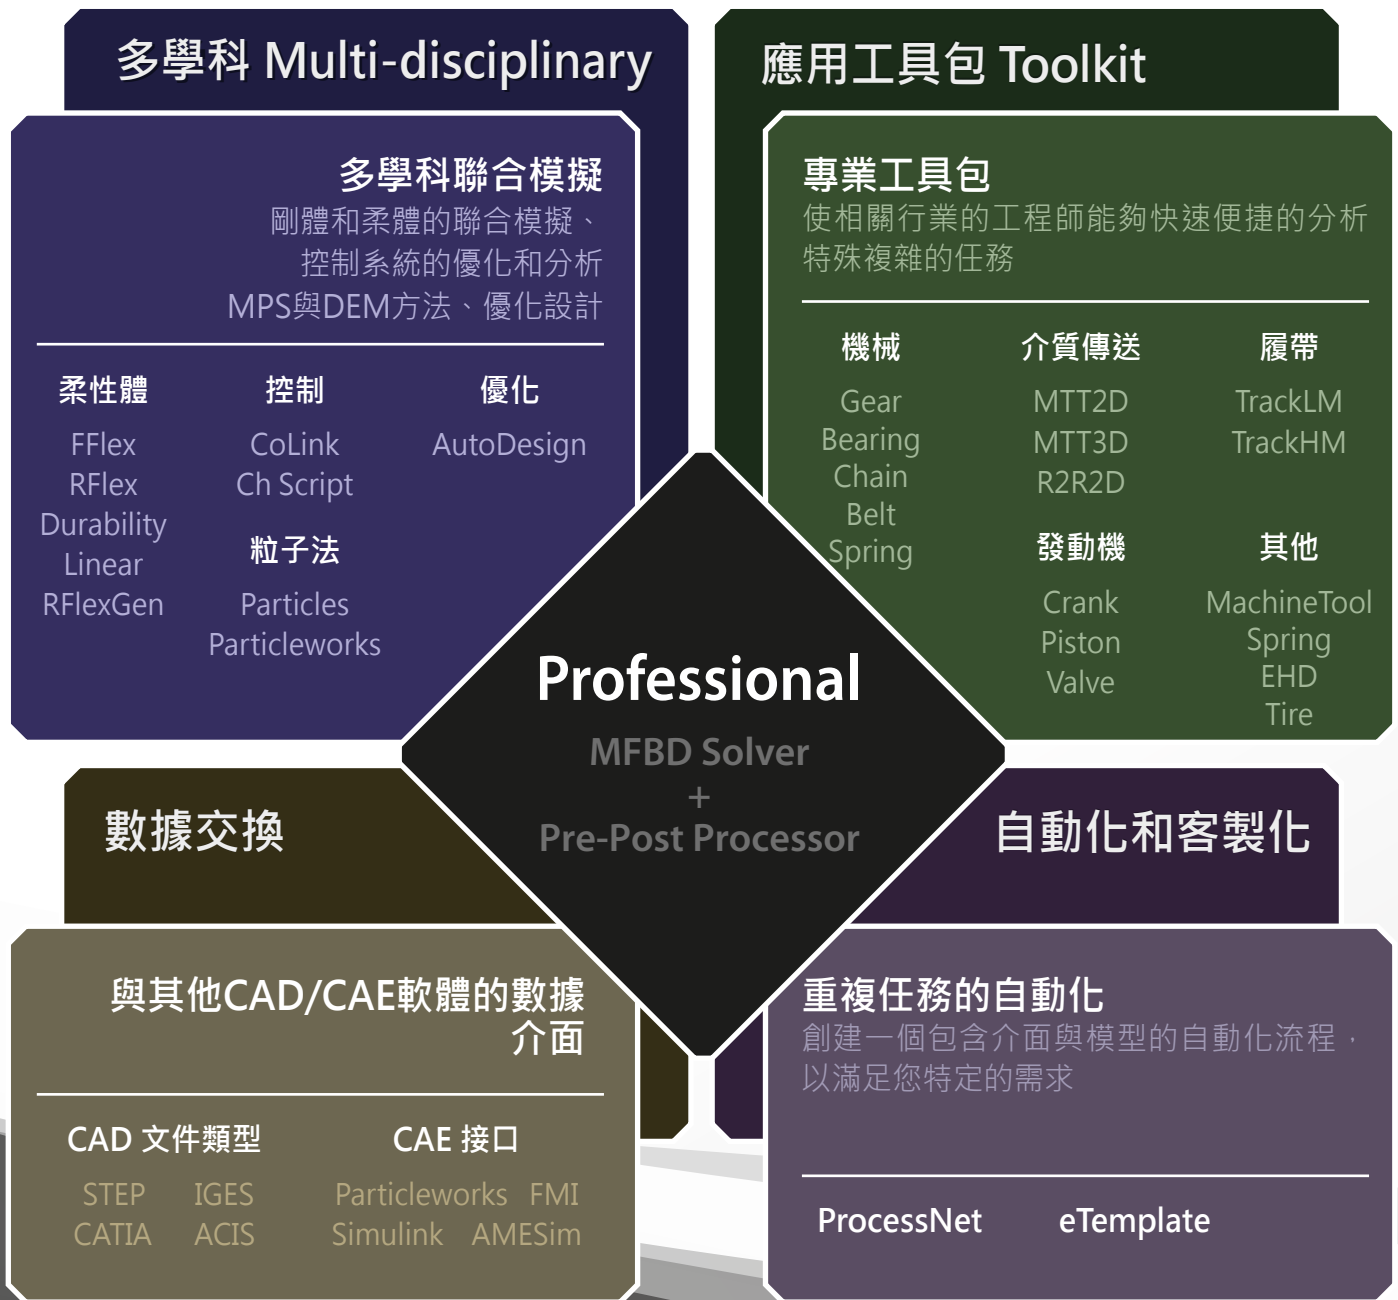 多學科 Multi-disciplinary
多學科聯合模擬
剛體和柔體的聯合模擬、
控制系統的優化和分析
MPS與DEM方法、優化設計
柔性體
FFlex
RFlex
Durability
Linear
RFlexGen
控制
CoLink
Ch Script
粒子法
Particles
Particleworks
優化
AutoDesign
應用工具包 Toolkit
專業工具包
使相關行業的工程師能夠快速便捷的分析
特殊複雜的任務
機械
Gear
Bearing
Chain
Belt
Spring
介質傳送
MTT2D
MTT3D
R2R2D
發動機
Crank
Piston
Valve
履帶
TrackLM
TrackHM
其他
MachineTool
Spring
EHD
Tire
Professional
MFBD Solver
+
Pre-Post Processor
數據交換
與其他CAD/CAE軟體的數據
介面
CAD 文件類型
STEP IGES
CATIA ACIS
CAE 接口
Particleworks FMI
Simulink AMESim
自動化和客製化
重複任務的自動化
創建一個包含介面與模型的自動化流程，
以滿足您特定的需求
ProcessNet eTemplate